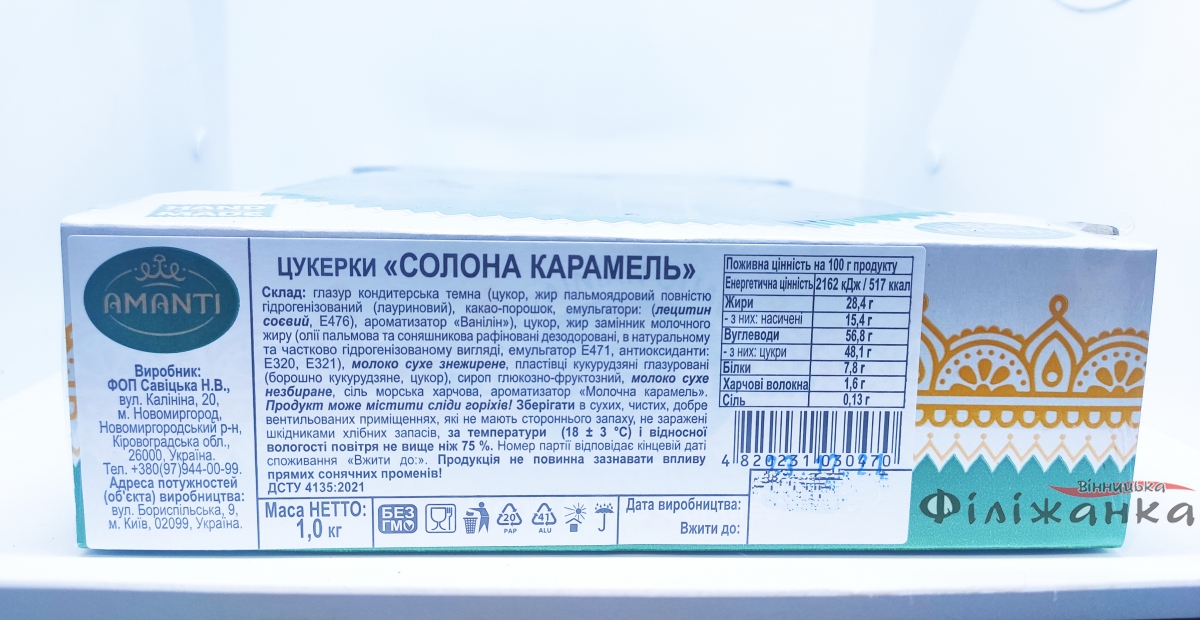 HAND
MADE
AMANTI
Виробник:
ФОП Савіцька Н.В.,
вул. Калініна, 20,
м. Новомиргород,
Новомиргородський р-н,
Кіровоградська обл.,
26000, Україна.
Тел. +380(97)944-00-99.
Адреса потужностей
(об'єкта) виробництва:
вул. Бориспільська, 9,
м. Київ, 02099, Україна.
ЦУКЕРКИ «СОЛОНА КАРАМЕЛЬ»
Склад: глазур кондитерська темна (цукор, жир пальмоядровий повністю
гідрогенізований (лауриновий), какао-порошок, емульгатори: (лецитин
соєвий, Е476), ароматизатор «Ванілін»), цукор, жир замінник молочного
жиру (олії пальмова та соняшникова рафіновані дезодоровані, в натуральному
та частково гідрогенізованому вигляді, емульгатор Е471, антиоксиданти:
Е320, Е321), молоко сухе знежирене, пластівці кукурудзяні глазуровані
(борошно кукурудзяне, цукор), сироп глюкозно-фруктозний, молоко сухе
незбиране, сіль морська харчова, ароматизатор «Молочна карамель».
Продукт може містити сліди горіхів! Зберігати в сухих, чистих, добре
вентильованих приміщеннях, які не мають стороннього запаху, не заражені
шкідниками хлібних запасів, за температури (18 ± 3 °С) і відносної
вологості повітря не вище ніж 75 %. Номер партії відповідає кінцевій даті
споживання «Вжити до:». Продукція не повинна зазнавати впливу
прямих сонячних променів!
ДСТУ 4135:2021
Маса НЕТТО:
1,0 кг
БЕЗ
ГМО
20
PAP
41
ALU
Дата виробництва:
Вжити до:
Поживна цінність на 100 г продукту
Енергетична цінність 2162 кДж / 517 ккал
Жири 28,4 г
- з них: насичені 15,4 г
Вуглеводи 56,8 г
- з них: цукри 48,1 г
Білки 7,8 г
Харчові волокна 1,6 г
Сіль 0,13 г
Вінницька
Філіжанка